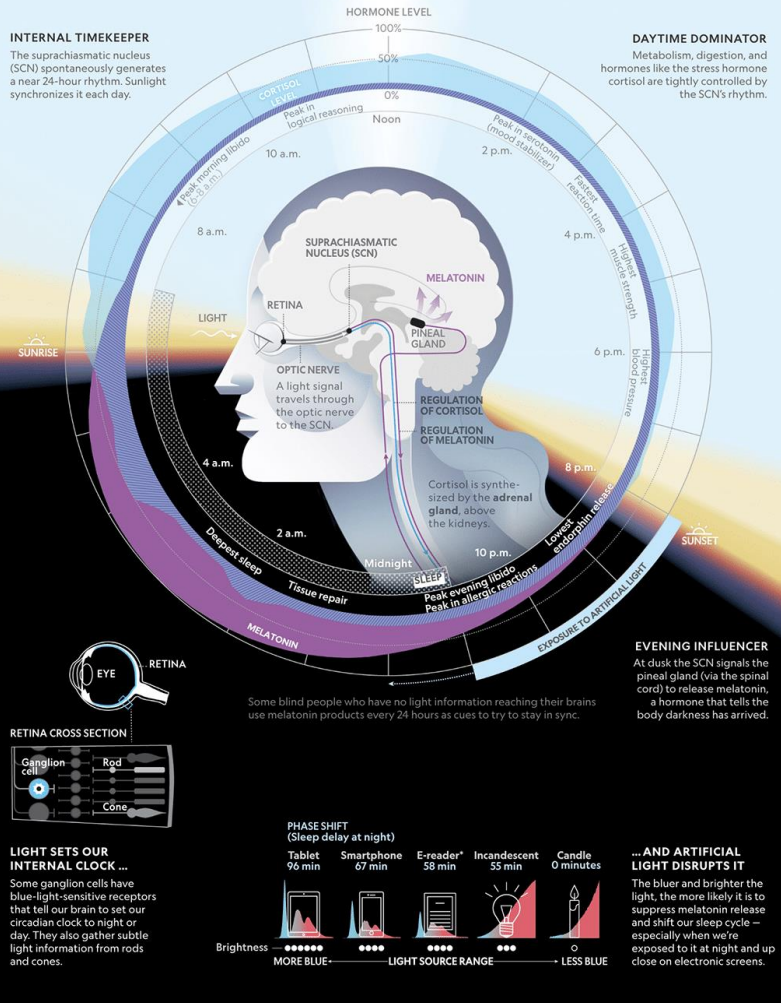 HORMONE LEVEL
100%
50%
0%
Noon
INTERNAL TIMEKEEPER
The suprachiasmatic nucleus
(SCN) spontaneously generates
a near 24-hour rhythm. Sunlight
synchronizes it each day.
DAYTIME DOMINATOR
Metabolism, digestion, and
hormones like the stress hormone
cortisol are tightly controlled by
the SCN's rhythm.
CORTISOL
LEVEL
Peak in
logical reasoning
Peak in serotonin
(mood stabilizer)
10 a.m.
2 p.m.
Peak morning libido
(6-8 a.m.)
Fastest
reaction time
8 a.m.
4 p.m.
Highest
muscle strength
SUPRACHIASMATIC
NUCLEUS (SCN)
MELATONIN
RETINA
LIGHT
PINEAL
GLAND
SUNRISE
6 p.m.
Highest
blood pressure
OPTIC NERVE
A light signal
travels through
the optic nerve
to the SCN.
REGULATION
OF CORTISOL
REGULATION
OF MELATONIN
4 a.m.
8 p.m.
Cortisol is synthe-
sized by the adrenal
gland, above
the kidneys.
Lowest
endorphin release
SUNSET
2 a.m.
10 p.m.
Deepest sleep
Midnight
Tissue repair
SLEEP
Peak evening libido
Peak in allergic reactions
MELATONIN
EXPOSURE TO ARTIFICIAL LIGHT
EVENING INFLUENCER
At dusk the SCN signals the
pineal gland (via the spinal
cord) to release melatonin,
a hormone that tells the
body darkness has arrived.
EYE
RETINA
Some blind people who have no light information reaching their brains
use melatonin products every 24 hours as cues to try to stay in sync.
RETINA CROSS SECTION
Ganglion
cell
Rod
Cone
LIGHT SETS OUR
INTERNAL CLOCK ...
Some ganglion cells have
blue-light-sensitive receptors
that tell our brain to set our
circadian clock to night or
day. They also gather subtle
light information from rods
and cones.
PHASE SHIFT
(Sleep delay at night)
Tablet
96 min
Smartphone
67 min
E-reader*
58 min
Incandescent
55 min
Candle
0 minutes
Brightness
MORE BLUE
LIGHT SOURCE RANGE
LESS BLUE
...AND ARTIFICIAL
LIGHT DISRUPTS IT
The bluer and brighter the
light, the more likely it is to
suppress melatonin release
and shift our sleep cycle —
especially when we're
exposed to it at night and up
close on electronic screens.